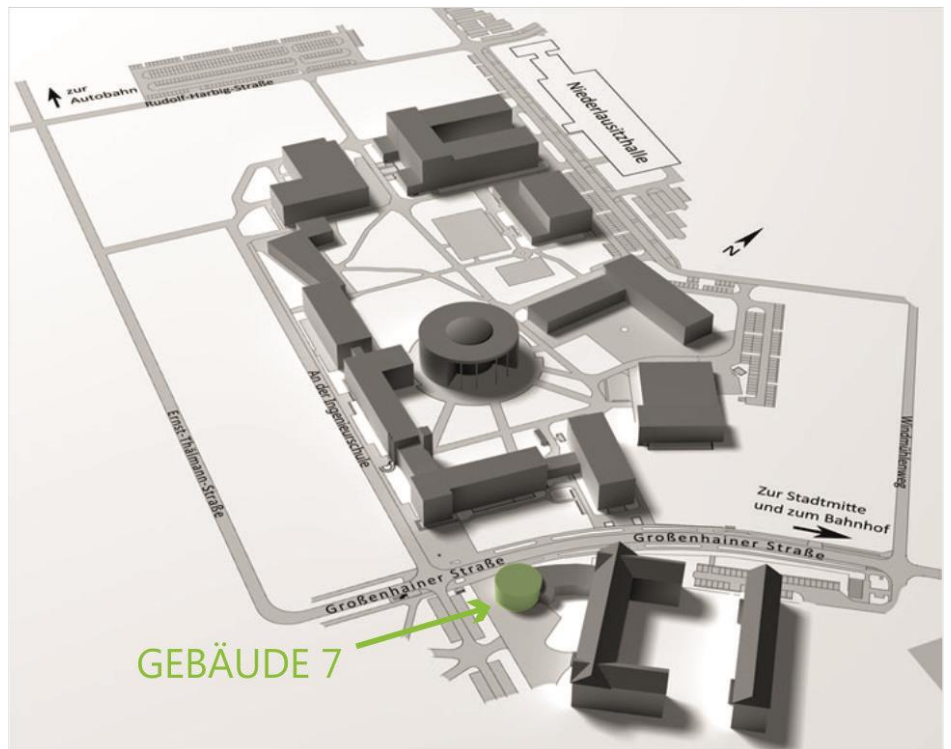 zur
Autobahn
Rudolf-Harbig-Straße
Niederlausitzhalle
N
An der Ingenieurschule
Ernst-Thälmann-Straße
Windmühlenweg
Zur Stadtmitte
und zum Bahnhof
Großenhainer Straße
Großenhainer Straße
GEBÄUDE 7